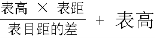 表高 × 表距
表目距的差 + 表高